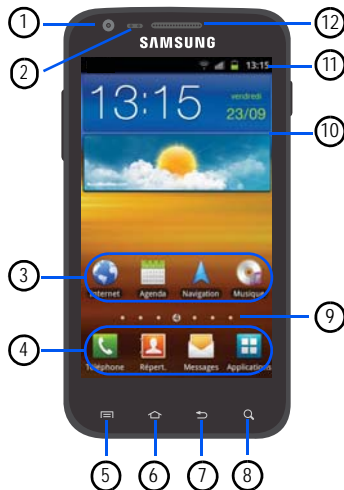 1
12
2
SAMSUNG
13:15
11
13:15
vendredi
23/09
10
3
Internet
Agenda
Navigation
Musique
9
4
Téléphone
Répert.
Messages
Applications
5
6
7
8